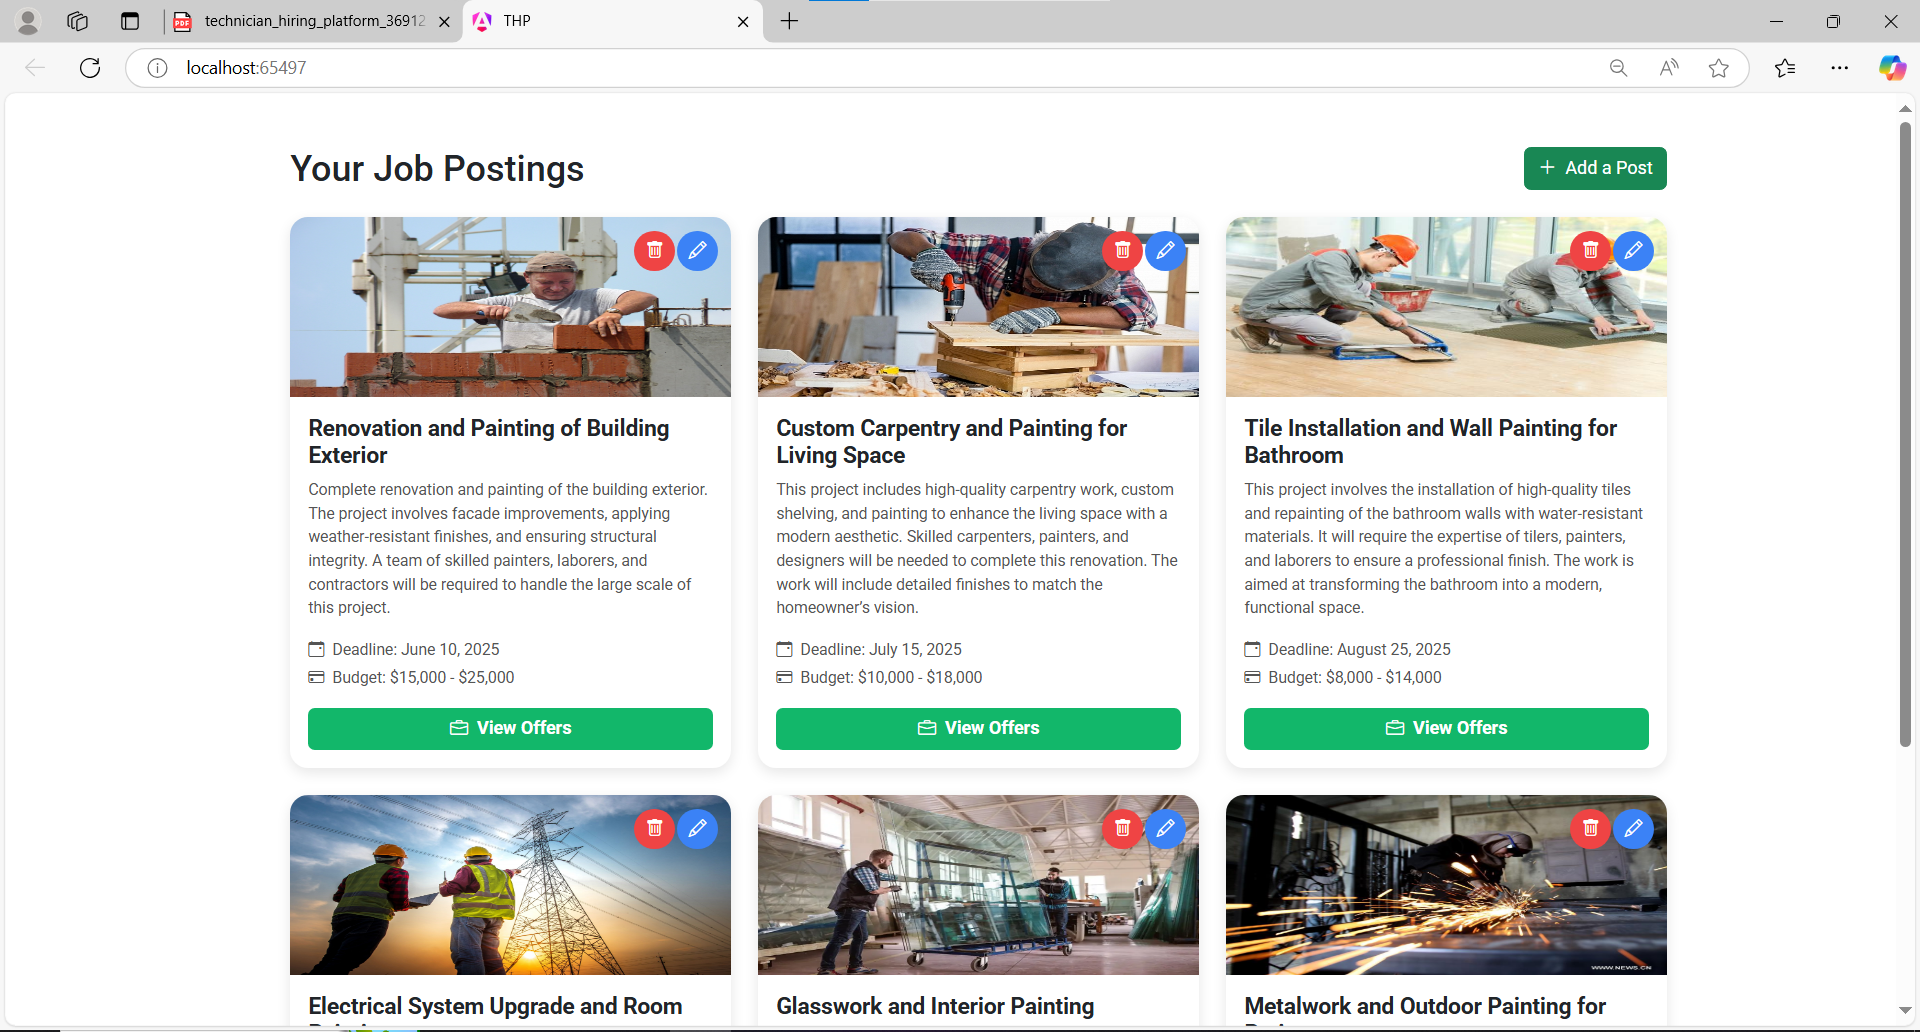 technician_hiring_platform_36912
THP
localhost:65497
Your Job Postings
Add a Post
Renovation and Painting of Building
Exterior
Complete renovation and painting of the building exterior.
The project involves facade improvements, applying
weather-resistant finishes, and ensuring structural
integrity. A team of skilled painters, laborers, and
contractors will be required to handle the large scale of
this project.
Deadline: June 10, 2025
Budget: $15,000 - $25,000
View Offers
Custom Carpentry and Painting for
Living Space
This project includes high-quality carpentry work, custom
shelving, and painting to enhance the living space with a
modern aesthetic. Skilled carpenters, painters, and
designers will be needed to complete this renovation. The
work will include detailed finishes to match the
homeowner’s vision.
Deadline: July 15, 2025
Budget: $10,000 - $18,000
View Offers
Tile Installation and Wall Painting for
Bathroom
This project involves the installation of high-quality tiles
and repainting of the bathroom walls with water-resistant
materials. It will require the expertise of tilers, painters,
and laborers to ensure a professional finish. The work is
aimed at transforming the bathroom into a modern,
functional space.
Deadline: August 25, 2025
Budget: $8,000 - $14,000
View Offers
Electrical System Upgrade and Room
Glasswork and Interior Painting
WWW.NEWS.CN
Metalwork and Outdoor Painting for